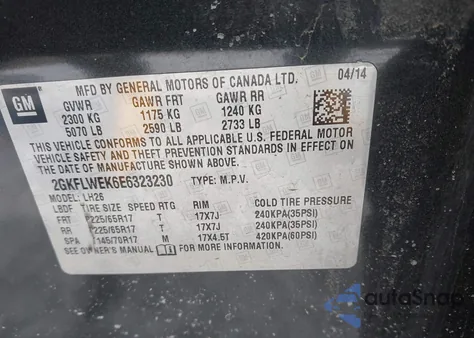 GM
MFD BY GENERAL MOTORS OF CANADA LTD. 04/14
GVWR GAWR FRT GAWR RR
2300 KG 1175 KG 1240 KG
5070 LB 2590 LB 2733 LB
THIS VEHICLE CONFORMS TO ALL APPLICABLE U.S. FEDERAL MOTOR
VEHICLE SAFETY AND THEFT PREVENTION STANDARDS IN EFFECT ON
THE DATE OF MANUFACTURE SHOWN ABOVE.
2GKFLWEK6E6323230 TYPE: M.P.V.
MODEL: LH26
LBDF TIRE SIZE SPEED RTG RIM COLD TIRE PRESSURE
FRT P225/65R17 T 17X7J 240KPA(35PSI)
RR P225/65R17 T 17X7J 240KPA(35PSI)
SPA T145/70R17 M 17X4.5T 420KPA(60PSI)
SEE OWNER'S MANUAL FOR MORE INFORMATION.
autoSnap